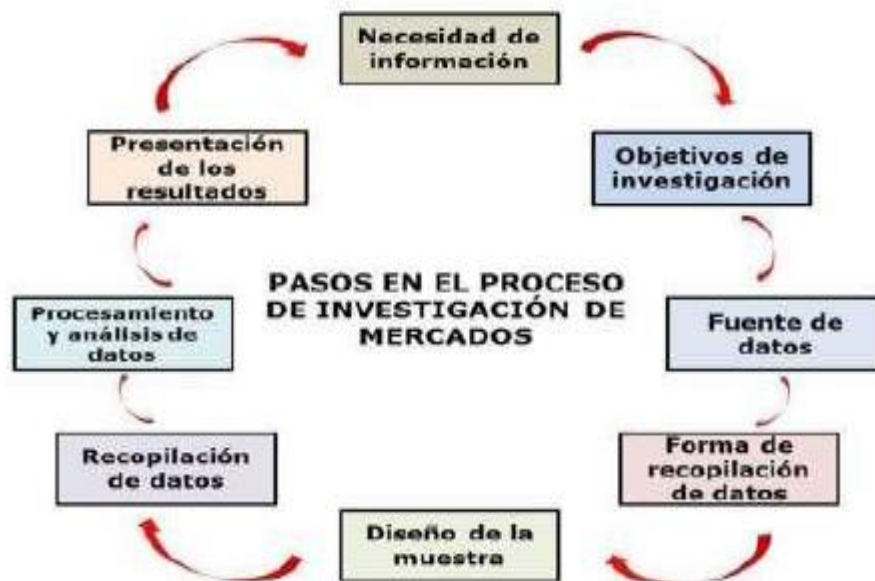 Necesidad de
información
Objetivos de
investigación
Fuente de
datos
Forma de
recopilación
de datos
Diseño de la
muestra
Recopilación
de datos
Procesamiento
y análisis de
datos
Presentación
de los
resultados
PASOS EN EL PROCESO
DE INVESTIGACIÓN DE
MERCADOS